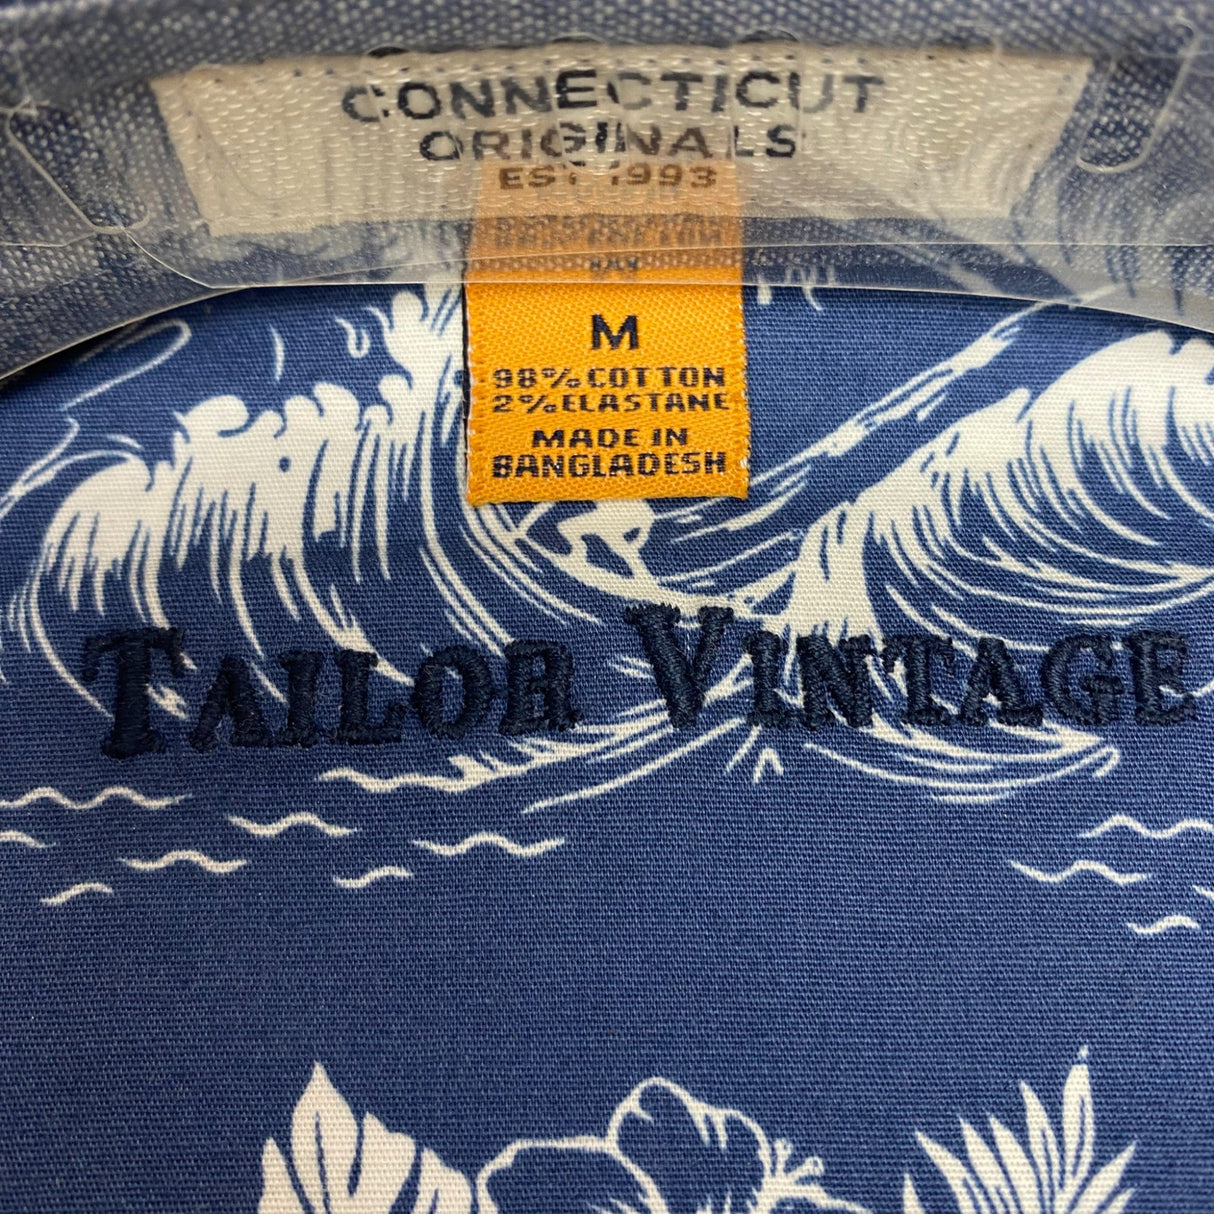 CONNECTICUT
ORIGINALS
EST 1993
M
98% COTTON
2% ELASTANE
MADE IN
BANGLADESH
TAILOR VINTAGE